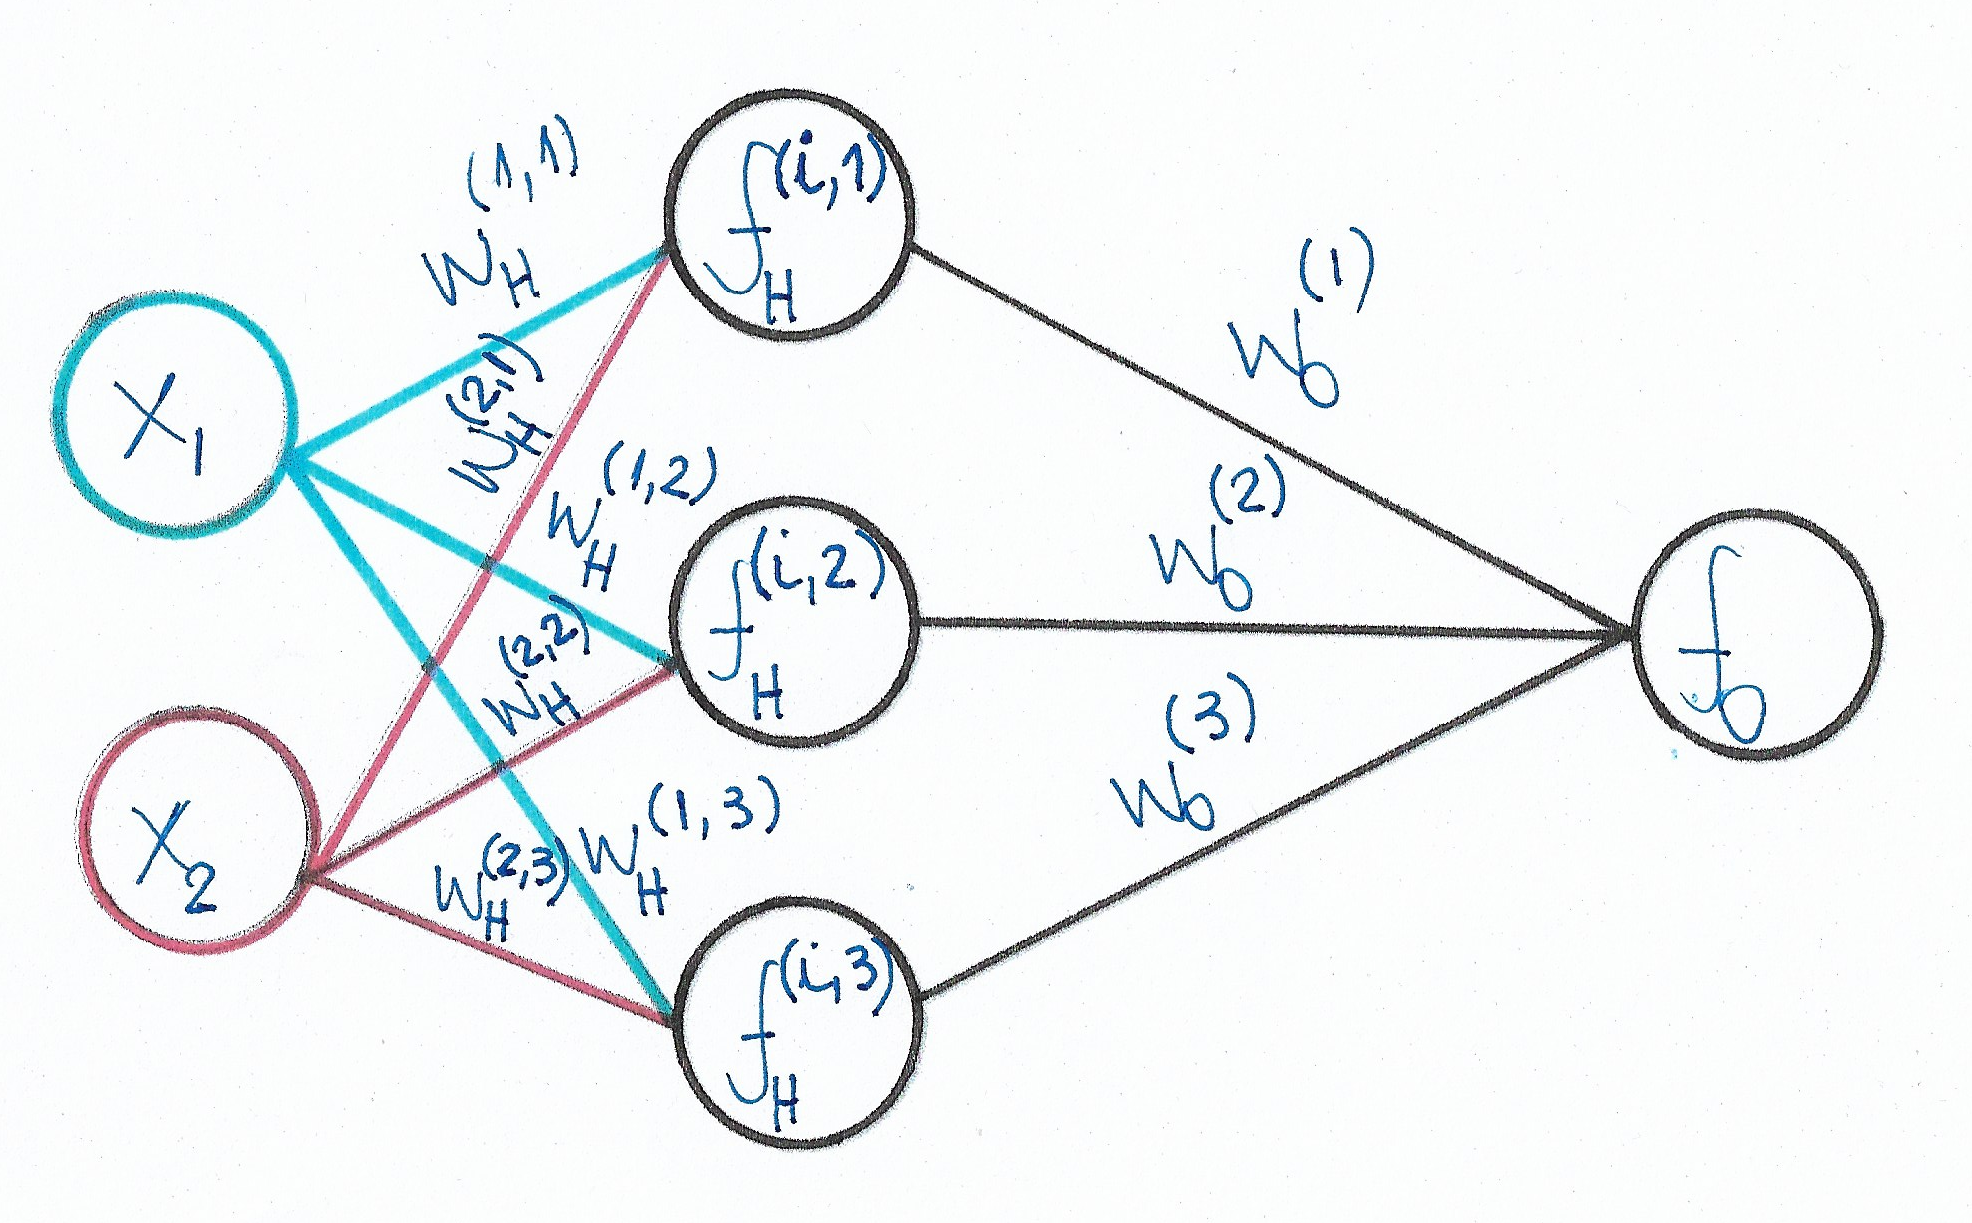 W_H^(1,1)
f_H^(i,1)
W_O^(1)
X_1
W_H^(2,1)
W_H^(1,2)
f_H^(i,2)
W_O^(2)
f_O
W_H^(2,2)
W_O^(3)
X_2
W_H^(2,3)
W_H^(1,3)
f_H^(i,3)